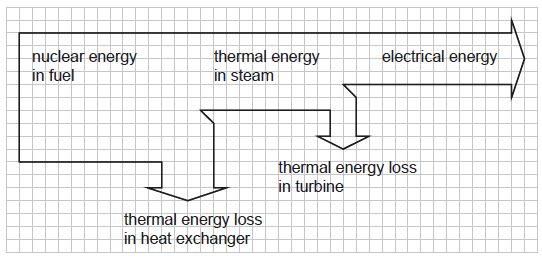 nuclear energy
in fuel
thermal energy
in steam
electrical energy
thermal energy loss
in turbine
thermal energy loss
in heat exchanger